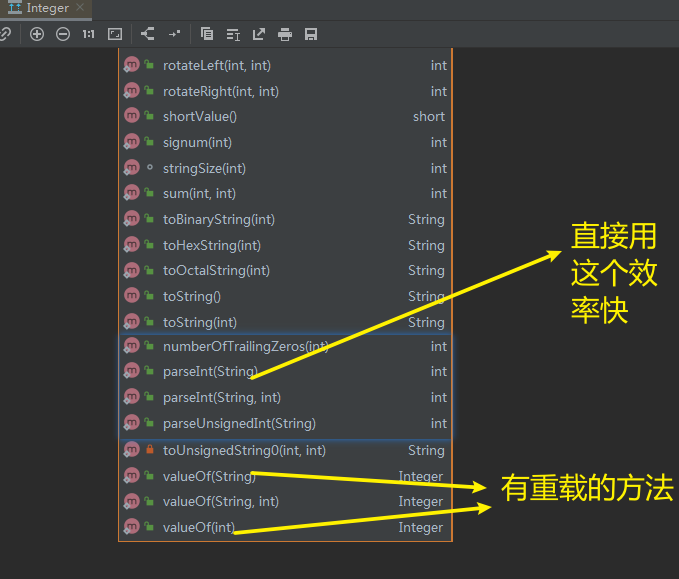 Integer
1:1
rotateLeft(int, int) int
rotateRight(int, int) int
shortValue() short
signum(int) int
stringSize(int) int
sum(int, int) int
toBinaryString(int) String
toHexString(int) String
toOctalString(int) String
toString() String
toString(int) String
numberOfTrailingZeros(int) int
parseInt(String) int
parseInt(String, int) int
parseUnsignedInt(String) int
toUnsignedString0(int, int) String
valueOf(String) Integer
valueOf(String, int) Integer
valueOf(int) Integer
直接用
这个效
率快
有重载的方法